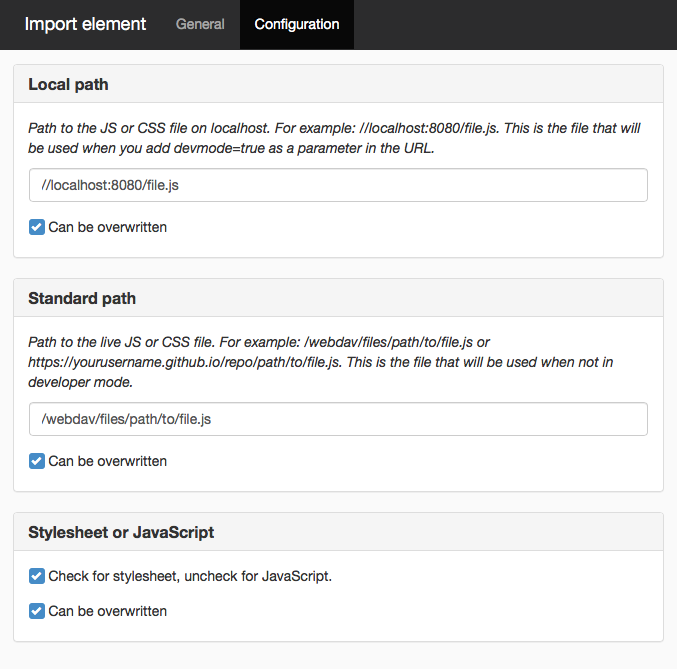 Import element General Configuration
Local path
Path to the JS or CSS file on localhost. For example: //localhost:8080/file.js. This is the file that will
be used when you add devmode=true as a parameter in the URL.
//localhost:8080/file.js
Can be overwritten
Standard path
Path to the live JS or CSS file. For example: /webdav/files/path/to/file.js or
https://yourusername.github.io/repo/path/to/file.js. This is the file that will be used when not in
developer mode.
/webdav/files/path/to/file.js
Can be overwritten
Stylesheet or JavaScript
Check for stylesheet, uncheck for JavaScript.
Can be overwritten